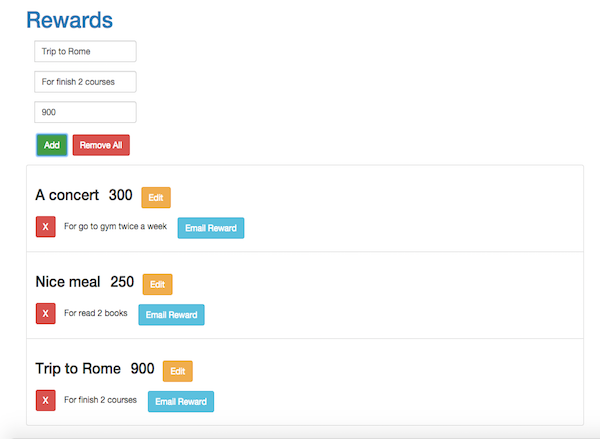 Rewards
Trip to Rome
For finish 2 courses
900
Add Remove All
A concert 300 Edit
X For go to gym twice a week Email Reward
Nice meal 250 Edit
X For read 2 books Email Reward
Trip to Rome 900 Edit
X For finish 2 courses Email Reward